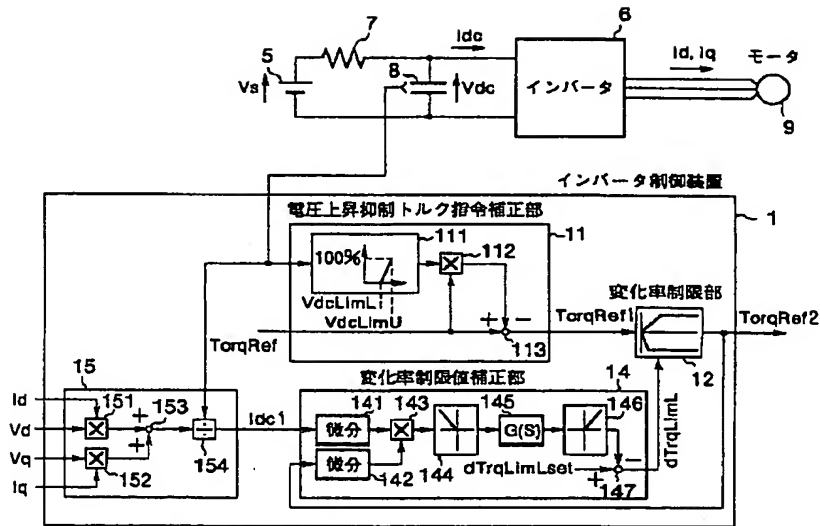 7
6
Idc
5
8
Id, Iq
モータ
Vs
Vdc
インバータ
9
インバータ制御装置
電圧上昇抑制トルク指令補正部
1
11
111
100%
112
VdcLimLi
VdcLimU
変化率制限部
TorqRef
TorqRef1
TorqRef2
113
12
変化率制限値補正部
15
14
Id
151
153
Idc1
141
143
145
146
dTrqLimL
Vd
微分
G(S)
Vq
154
微分
144
dTrqLimLset
152
142
147
Iq